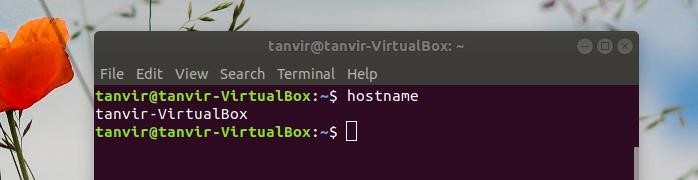 tanvir@tanvir-VirtualBox: ~
File Edit View Search Terminal Help
tanvir@tanvir-VirtualBox:~$ hostname
tanvir-VirtualBox
tanvir@tanvir-VirtualBox:~$